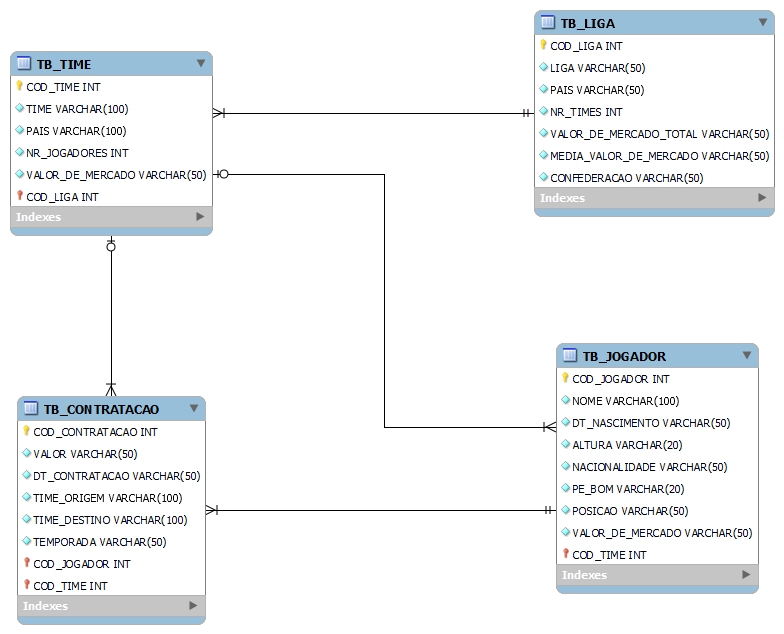 TB_LIGA
COD_LIGA INT
LIGA VARCHAR(50)
PAIS VARCHAR(50)
NR_TIMES INT
VALOR_DE_MERCADO_TOTAL VARCHAR(50)
MEDIA_VALOR_DE_MERCADO VARCHAR(50)
CONFEDERACAO VARCHAR(50)
Indexes
TB_TIME
COD_TIME INT
TIME VARCHAR(100)
PAIS VARCHAR(100)
NR_JOGADORES INT
VALOR_DE_MERCADO VARCHAR(50)
COD_LIGA INT
Indexes
TB_JOGADOR
COD_JOGADOR INT
NOME VARCHAR(100)
DT_NASCIMENTO VARCHAR(50)
ALTURA VARCHAR(20)
NACIONALIDADE VARCHAR(50)
PE_BOM VARCHAR(20)
POSICAO VARCHAR(50)
VALOR_DE_MERCADO VARCHAR(50)
COD_TIME INT
Indexes
TB_CONTRATACAO
COD_CONTRATACAO INT
VALOR VARCHAR(50)
DT_CONTRATACAO VARCHAR(50)
TIME_ORIGEM VARCHAR(100)
TIME_DESTINO VARCHAR(100)
TEMPORADA VARCHAR(50)
COD_JOGADOR INT
COD_TIME INT
Indexes